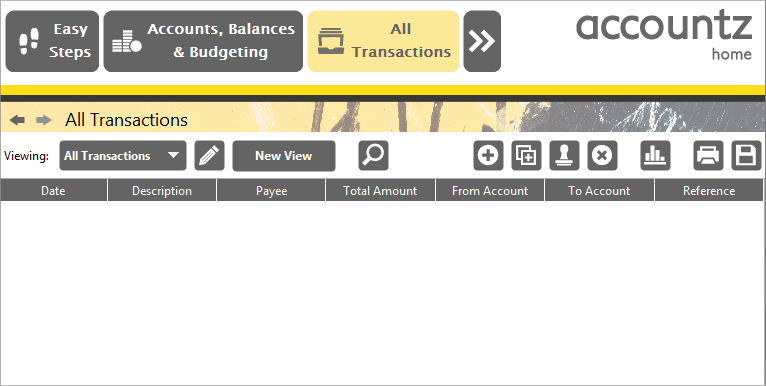 Easy
Steps
Accounts, Balances
& Budgeting
All
Transactions
accountz
home
All Transactions
Viewing:
All Transactions
New View
Date
Description
Payee
Total Amount
From Account
To Account
Reference